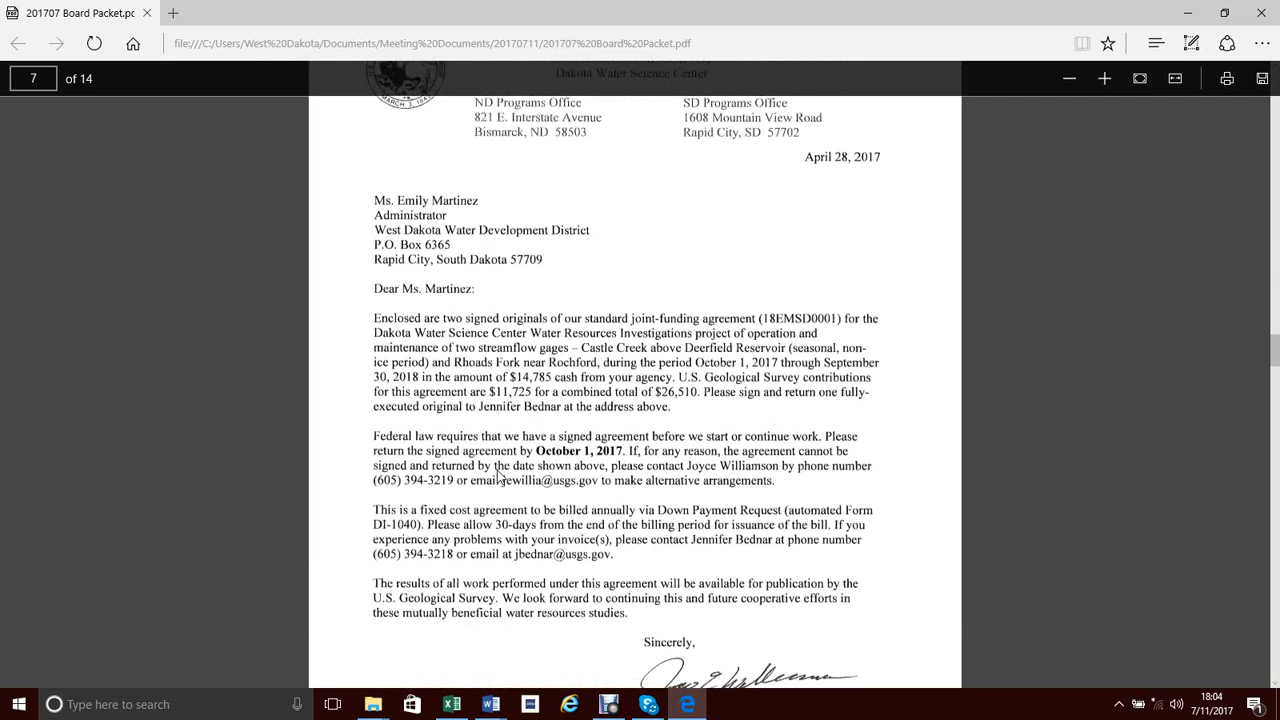 201707 Board Packet.pd
file:///C:/Users/West%20Dakota/Documents/Meeting%20Documents/20170711/201707%20Board%20Packet.pdf
7 of 14
Dakota Water Science Center
MARCH 3, 18
ND Programs Office
821 E. Interstate Avenue
Bismarck, ND 58503
SD Programs Office
1608 Mountain View Road
Rapid City, SD 57702
April 28, 2017
Ms. Emily Martinez
Administrator
West Dakota Water Development District
P.O. Box 6365
Rapid City, South Dakota 57709
Dear Ms. Martinez:
Enclosed are two signed originals of our standard joint-funding agreement (18EMSD0001) for the
Dakota Water Science Center Water Resources Investigations project of operation and
maintenance of two streamflow gages – Castle Creek above Deerfield Reservoir (seasonal, non-
ice period) and Rhoads Fork near Rochford, during the period October 1, 2017 through September
30, 2018 in the amount of $14,785 cash from your agency. U.S. Geological Survey contributions
for this agreement are $11,725 for a combined total of $26,510. Please sign and return one fully-
executed original to Jennifer Bednar at the address above.
Federal law requires that we have a signed agreement before we start or continue work. Please
return the signed agreement by October 1, 2017. If, for any reason, the agreement cannot be
signed and returned by the date shown above, please contact Joyce Williamson by phone number
(605) 394-3219 or email jewillia@usgs.gov to make alternative arrangements.
This is a fixed cost agreement to be billed annually via Down Payment Request (automated Form
DI-1040). Please allow 30-days from the end of the billing period for issuance of the bill. If you
experience any problems with your invoice(s), please contact Jennifer Bednar at phone number
(605) 394-3218 or email at jbednar@usgs.gov.
The results of all work performed under this agreement will be available for publication by the
U.S. Geological Survey. We look forward to continuing this and future cooperative efforts in
these mutually beneficial water resources studies.
Sincerely,
Type here to search
18:04
7/11/2017